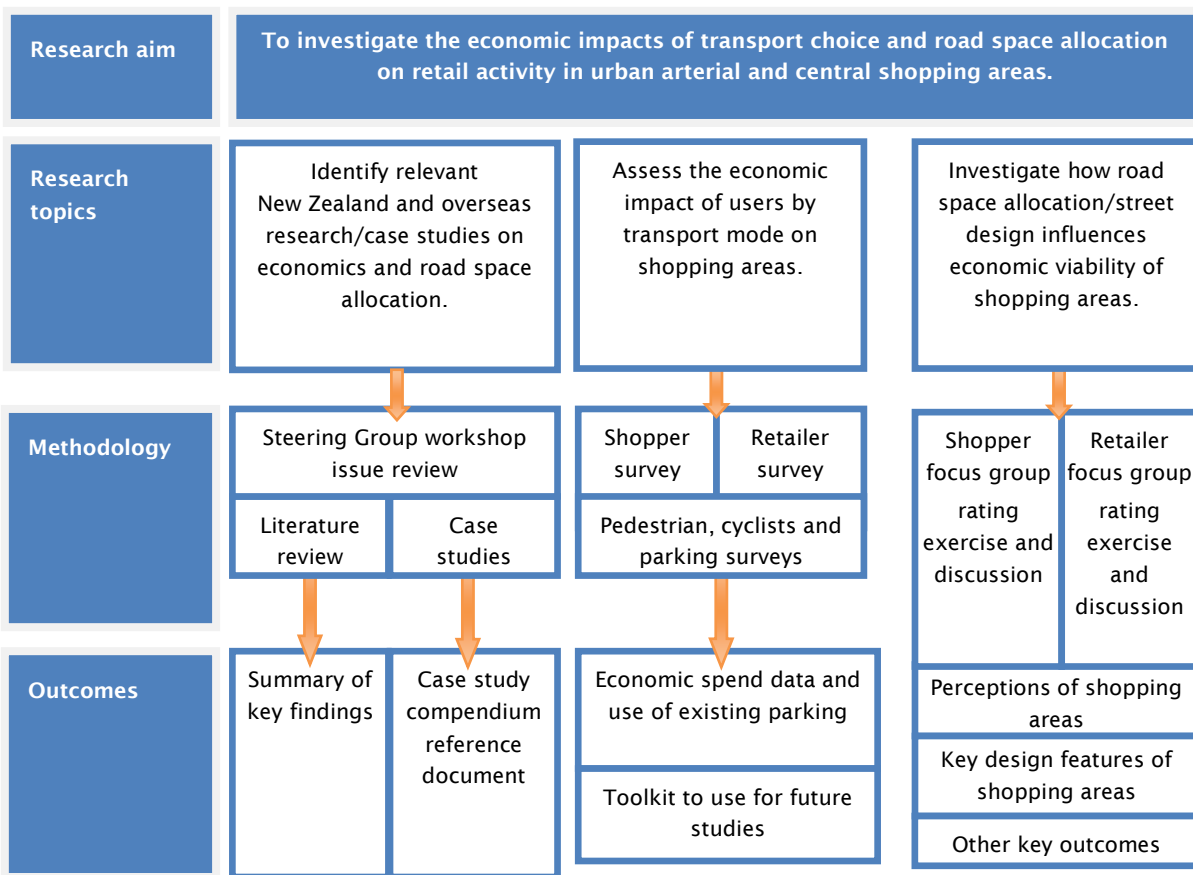 Research aim
To investigate the economic impacts of transport choice and road space allocation
on retail activity in urban arterial and central shopping areas.
Research
topics
Identify relevant
New Zealand and overseas
research/case studies on
economics and road space
allocation.
Assess the economic
impact of users by
transport mode on
shopping areas.
Investigate how road
space allocation/street
design influences
economic viability of
shopping areas.
Methodology
Steering Group workshop
issue review
Literature
review
Case
studies
Shopper
survey
Retailer
survey
Pedestrian, cyclists and
parking surveys
Shopper
focus group
rating
exercise and
discussion
Retailer
focus group
rating
exercise
and
discussion
Outcomes
Summary of
key findings
Case study
compendium
reference
document
Economic spend data and
use of existing parking
Toolkit to use for future
studies
Perceptions of shopping
areas
Key design features of
shopping areas
Other key outcomes